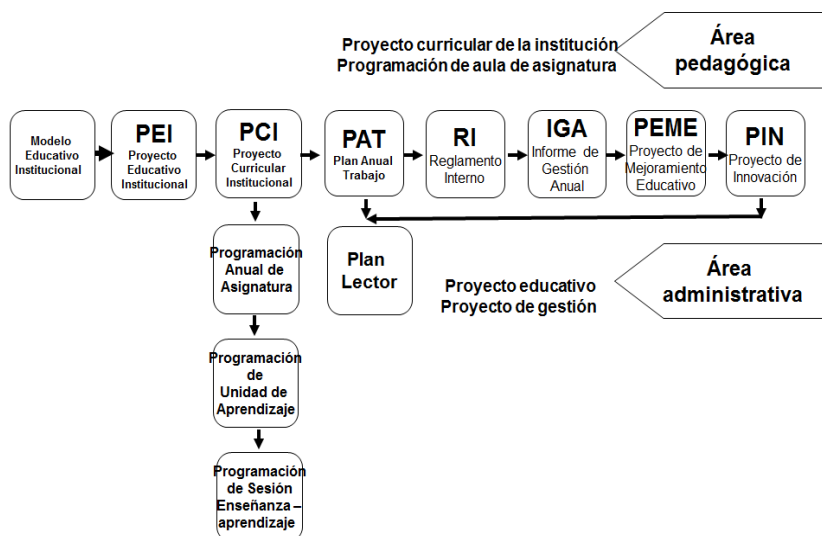 Proyecto curricular de la institución
Programación de aula de asignatura
Área
pedagógica
Modelo
Educativo
Institucional
PEI
Proyecto
Educativo
Institucional
PCI
Proyecto
Curricular
Institucional
PAT
Plan Anual
Trabajo
RI
Reglamento
Interno
IGA
Informe de
Gestión
Anual
PEME
Proyecto de
Mejoramiento
Educativo
PIN
Proyecto de
Innovación
Programación
Anual de
Asignatura
Plan
Lector
Proyecto educativo
Proyecto de gestión
Área
administrativa
Programación
de
Unidad de
Aprendizaje
Programación
de Sesión
Enseñanza –
aprendizaje